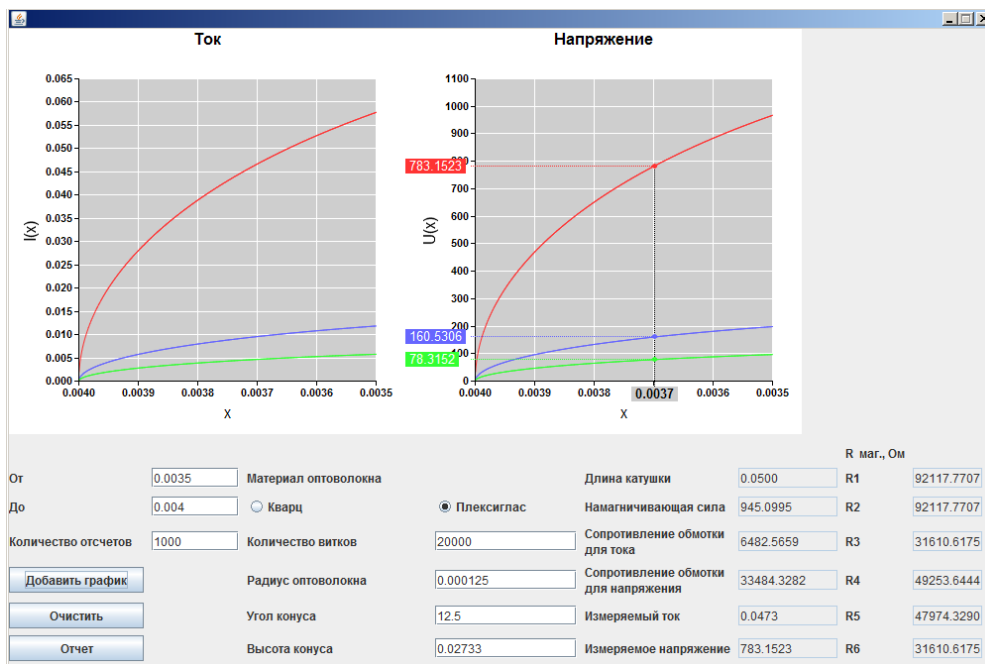 Ток
Напряжение
0.065
0.060
0.055
0.050
0.045
0.040
0.035
0.030
0.025
0.020
0.015
0.010
0.005
0.000
I(x)
0.0040 0.0039 0.0038 0.0037 0.0036 0.0035
X
1100
1000
900
783.1523
700
600
500
400
300
200
160.5306
100
78.3152
0
U(x)
0.0040 0.0039 0.0038 0.0037 0.0036 0.0035
X
R маг., Ом
От 0.0035 Материал оптоволокна Длина катушки 0.0500 R1 92117.7707
До 0.004 Кварц Плексиглас Намагничивающая сила 945.0995 R2 92117.7707
Количество отсчетов 1000 Количество витков 20000 Сопротивление обмотки для тока 6482.5659 R3 31610.6175
Добавить график Радиус оптоволокна 0.000125 Сопротивление обмотки для напряжения 33484.3282 R4 49253.6444
Очистить Угол конуса 12.5 Измеряемый ток 0.0473 R5 47974.3290
Отчет Высота конуса 0.02733 Измеряемое напряжение 783.1523 R6 31610.6175